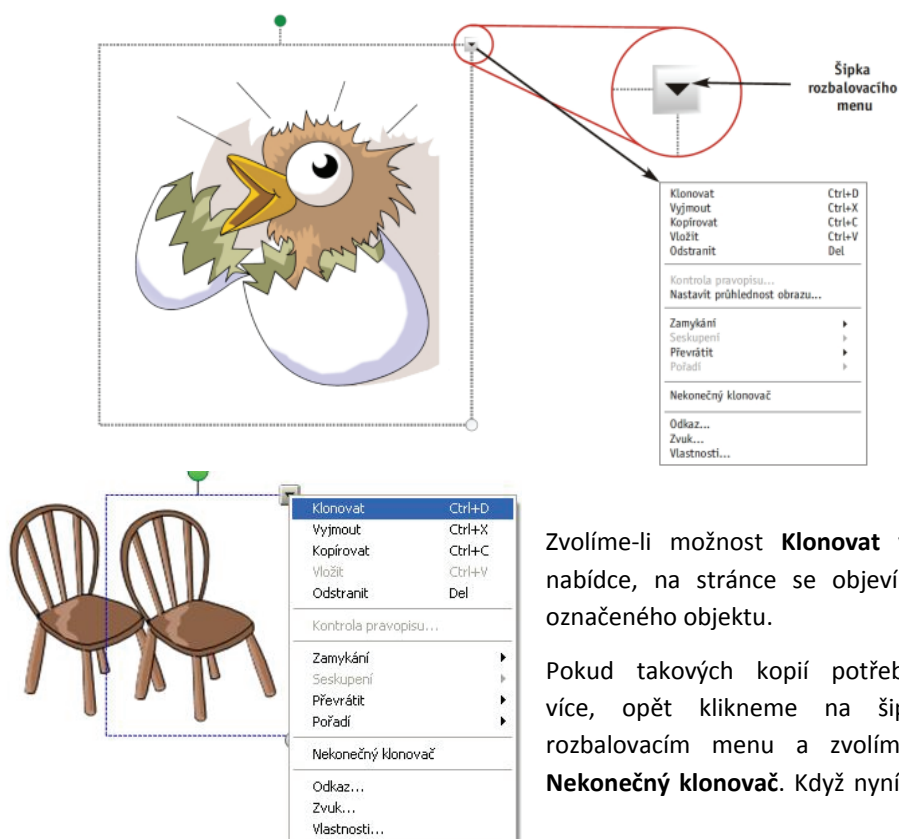 Šipka
rozbalovacího
menu
Klonovat Ctrl+D
Vyjmout Ctrl+X
Kopírovat Ctrl+C
Vložit Ctrl+V
Odstranit Del
Kontrola pravopisu...
Nastavit průhlednost obrazu...
Zamykání
Seskupení
Převrátit
Pořadí
Nekonečný klonovač
Odkaz...
Zvuk...
Vlastnosti...
Klonovat Ctrl+D
Vyjmout Ctrl+X
Kopírovat Ctrl+C
Vložit Ctrl+V
Odstranit Del
Kontrola pravopisu...
Zamykání
Seskupení
Převrátit
Pořadí
Nekonečný klonovač
Odkaz...
Zvuk...
Vlastnosti...
Zvolíme-li možnost Klonovat
nabídce, na stránce se objeví
označeného objektu.
Pokud takových kopií potřeb
více, opět klikneme na šip
rozbalovacím menu a zvolím
Nekonečný klonovač. Když nyní